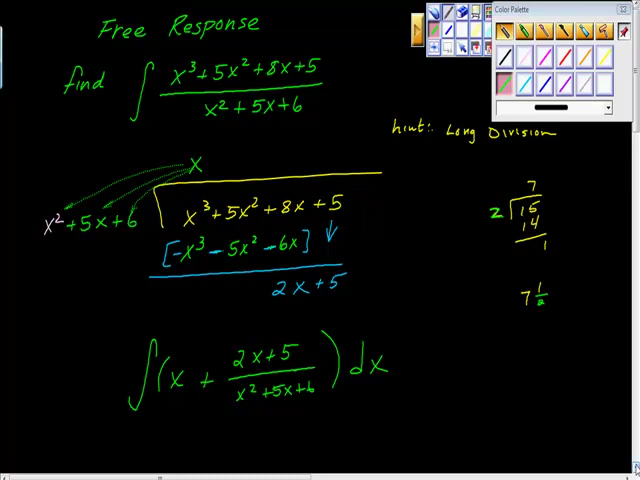 Free Response
Color Palette
find ∫ x³+5x²+8x+5
x²+5x+6
hint: Long Division
x
x²+5x+6 x³+5x²+8x+5
[-x³-5x²-6x]
2x+5
7
2 15
14
1
7 1/2
∫(x + 2x+5
x²+5x+6) dx